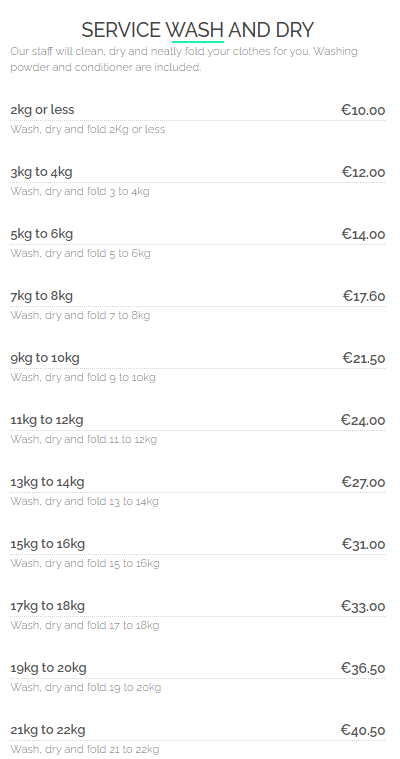 SERVICE WASH AND DRY
Our staff will clean, dry and neatly fold your clothes for you. Washing
powder and conditioner are included.
2kg or less €10.00
Wash, dry and fold 2Kg or less
3kg to 4kg €12.00
Wash, dry and fold 3 to 4kg
5kg to 6kg €14.00
Wash, dry and fold 5 to 6kg
7kg to 8kg €17.60
Wash, dry and fold 7 to 8kg
9kg to 10kg €21.50
Wash, dry and fold 9 to 10kg
11kg to 12kg €24.00
Wash, dry and fold 11 to 12kg
13kg to 14kg €27.00
Wash, dry and fold 13 to 14kg
15kg to 16kg €31.00
Wash, dry and fold 15 to 16kg
17kg to 18kg €33.00
Wash, dry and fold 17 to 18kg
19kg to 20kg €36.50
Wash, dry and fold 19 to 20kg
21kg to 22kg €40.50
Wash, dry and fold 21 to 22kg